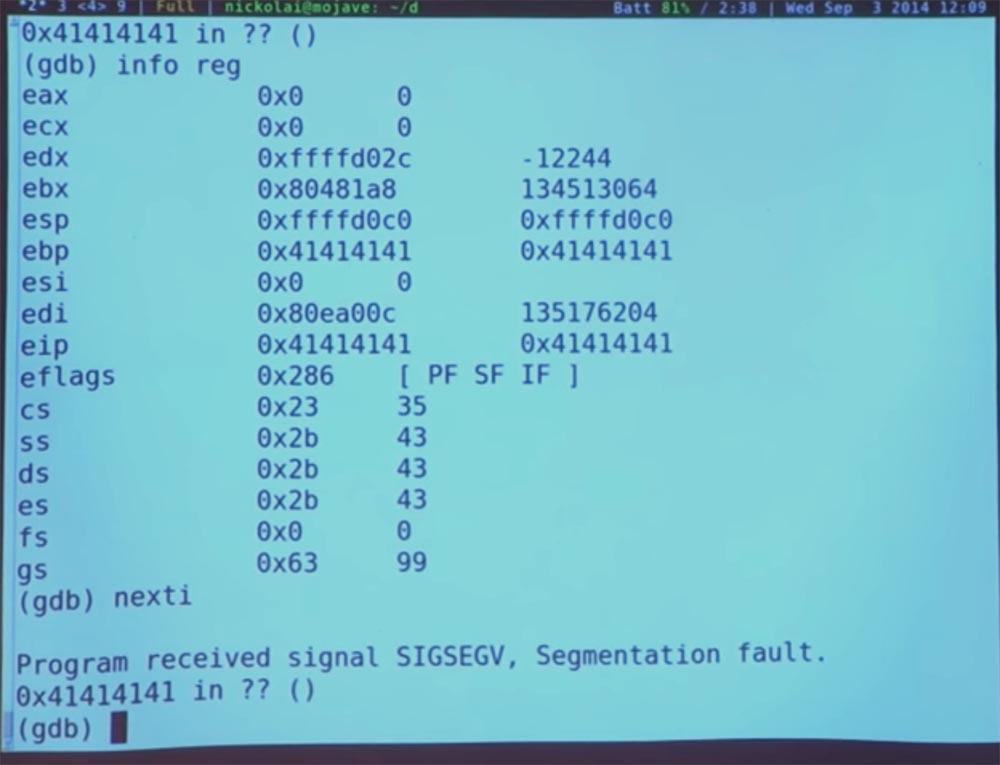 *2* 3 <4> 9 | Full | nickolai@mojave: ~/d Batt 81% / 2:38 | Wed Sep 3 2014 12:09
0x41414141 in ?? ()
(gdb) info reg
eax 0x0 0
ecx 0x0 0
edx 0xffffd02c -12244
ebx 0x80481a8 134513064
esp 0xffffd0c0 0xffffd0c0
ebp 0x41414141 0x41414141
esi 0x0 0
edi 0x80ea00c 135176204
eip 0x41414141 0x41414141
eflags 0x286 [ PF SF IF ]
cs 0x23 35
ss 0x2b 43
ds 0x2b 43
es 0x2b 43
fs 0x0 0
gs 0x63 99
(gdb) nexti
Program received signal SIGSEGV, Segmentation fault.
0x41414141 in ?? ()
(gdb)